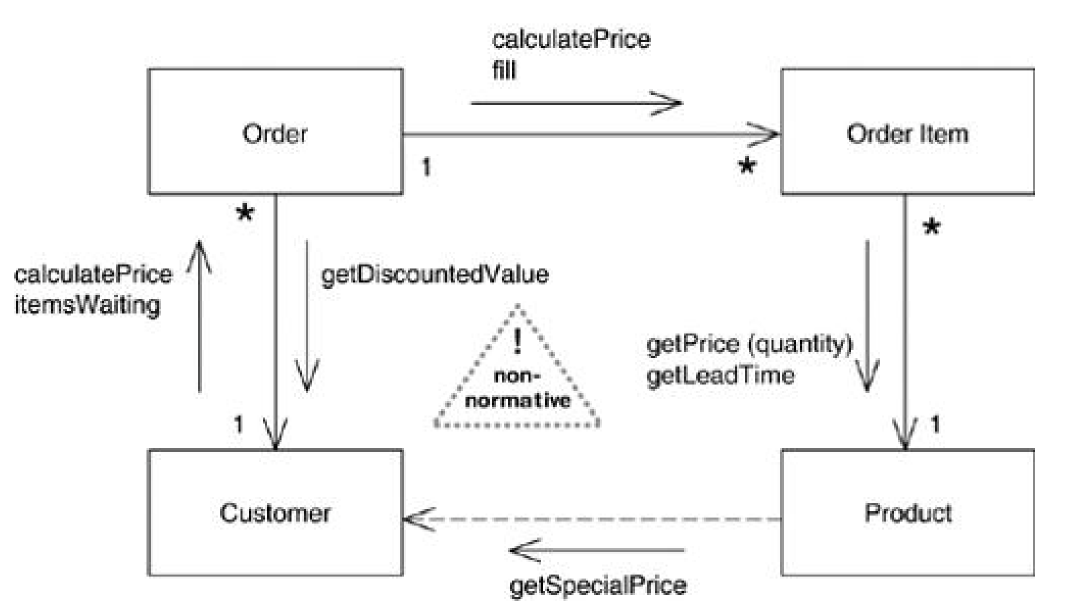 calculatePrice
fill
Order
Order Item
1
*
*
*
calculatePrice
itemsWaiting
getDiscountedValue
!
non-
normative
getPrice (quantity)
getLeadTime
1
1
Customer
Product
getSpecialPrice